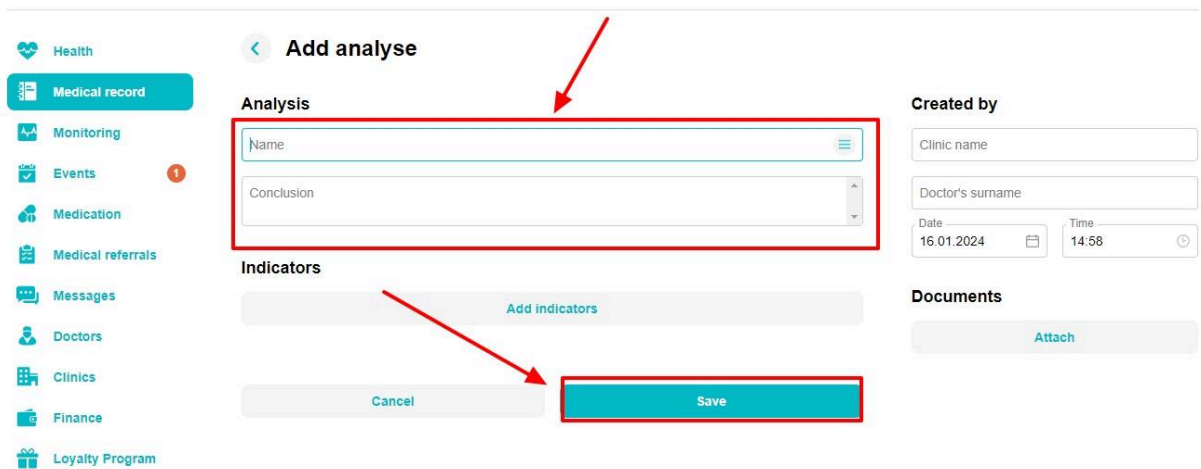 Health
Medical record
Monitoring
Events 1
Medication
Medical referrals
Messages
Doctors
Clinics
Finance
Loyalty Program
Add analyse
Analysis
Name
Conclusion
Indicators
Add indicators
Cancel
Save
Created by
Clinic name
Doctor's surname
Date
16.01.2024
Time
14:58
Documents
Attach